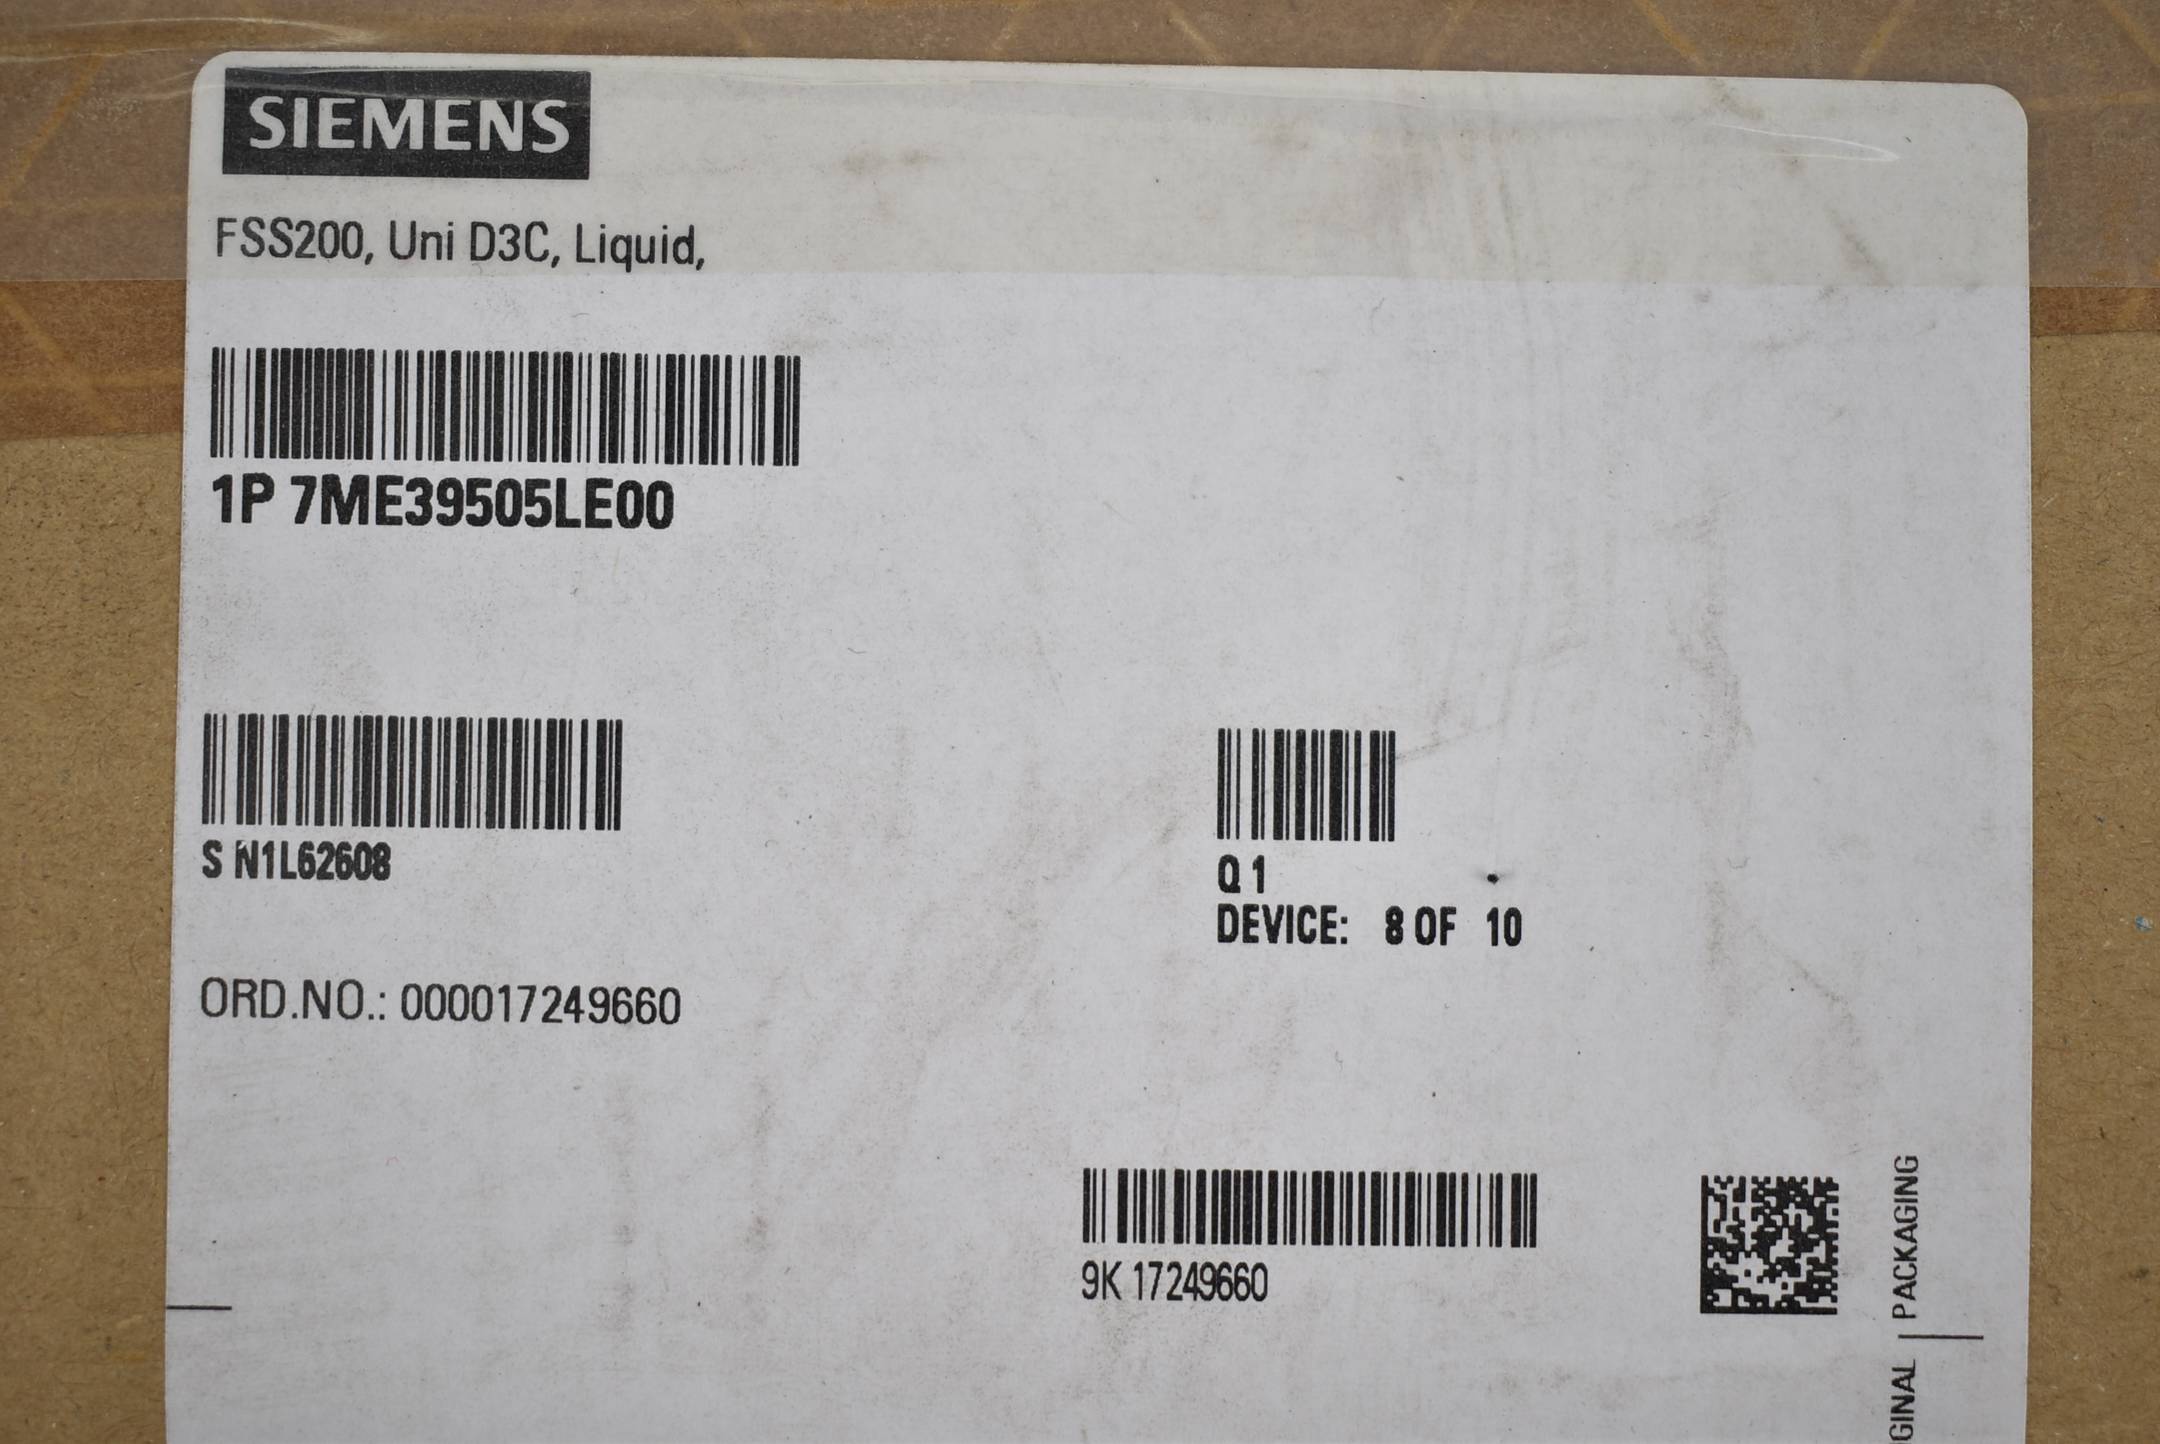 SIEMENS
FSS200, Uni D3C, Liquid,
1P 7ME39505LE00
S N1L62608
Q 1
DEVICE: 8 OF 10
ORD.NO.: 000017249660
9K 17249660
PACKAGING